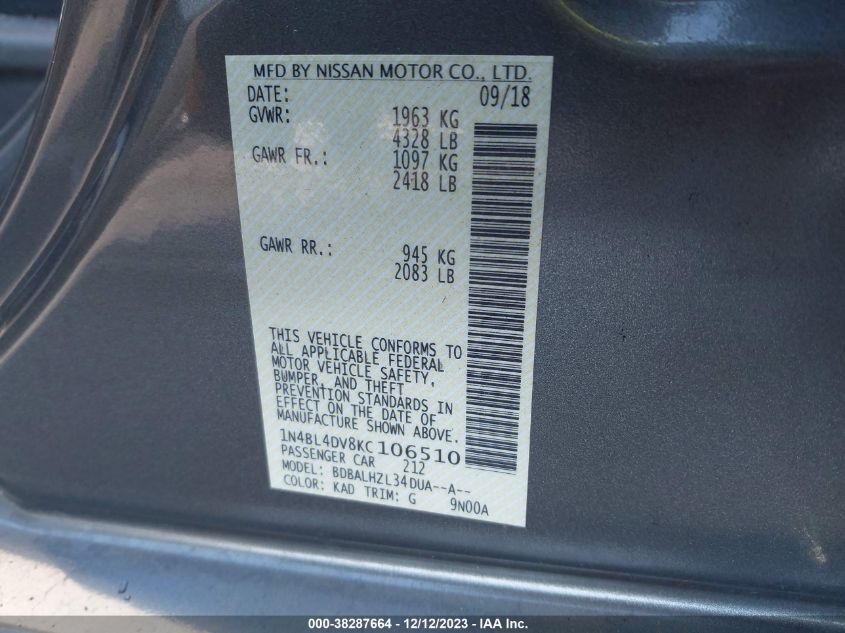 MFD BY NISSAN MOTOR CO., LTD.
DATE: 09/18
GVWR: 1963 KG
4328 LB
GAWR FR.: 1097 KG
2418 LB
GAWR RR.: 945 KG
2083 LB
THIS VEHICLE CONFORMS TO
ALL APPLICABLE FEDERAL
MOTOR VEHICLE SAFETY,
BUMPER, AND THEFT
PREVENTION STANDARDS IN
EFFECT ON THE DATE OF
MANUFACTURE SHOWN ABOVE.
1N4BL4DV8KC106510
PASSENGER CAR 212
MODEL: BDBALHZL34DUA--A--
COLOR: KAD TRIM: G 9N00A
000-38287664 - 12/12/2023 - IAA Inc.